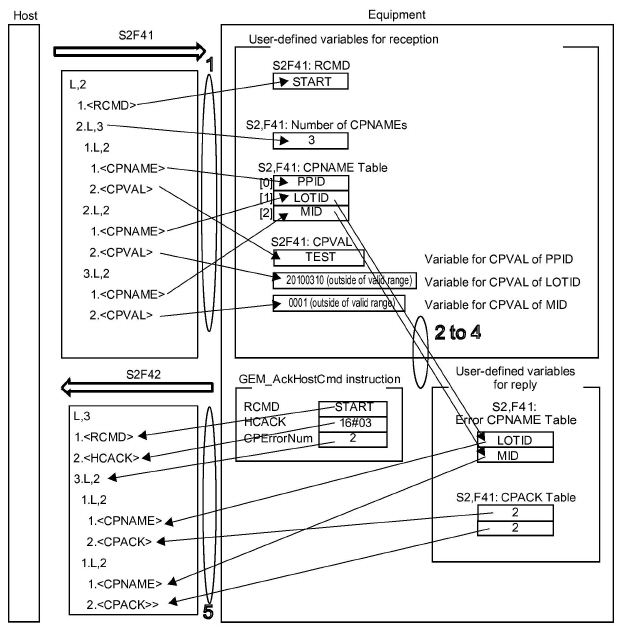 Host
Equipment
S2F41
User-defined variables for reception
1
S2F41: RCMD
START
L,2
1.<RCMD>
2.L,3
1.L,2
1.<CPNAME>
2.<CPVAL>
2.L,2
1.<CPNAME>
2.<CPVAL>
3.L,2
1.<CPNAME>
2.<CPVAL>
S2,F41: Number of CPNAMEs
3
S2,F41: CPNAME Table
[0] PPID
[1] LOTID
[2] MID
S2F41: CPVAL
TEST
Variable for CPVAL of PPID
20100310 (outside of valid range)
Variable for CPVAL of LOTID
0001 (outside of valid range)
Variable for CPVAL of MID
2 to 4
S2F42
GEM_AckHostCmd instruction
RCMD START
HCACK 16#03
CPErrorNum 2
User-defined variables
for reply
S2,F41:
Error CPNAME Table
LOTID
MID
S2,F41: CPACK Table
2
2
L,3
1.<RCMD>
2.<HCACK>
3.L,2
1.L,2
1.<CPNAME>
2.<CPACK>
1.L,2
1.<CPNAME>
2.<CPACK>>
5